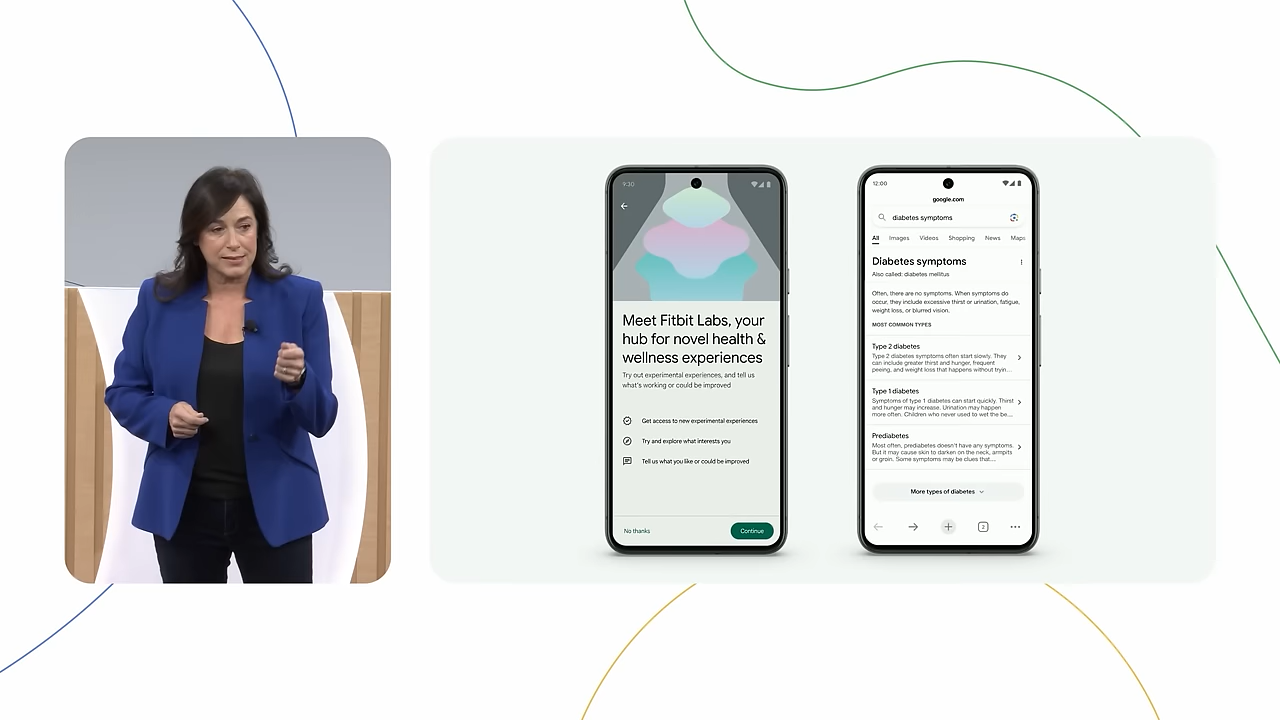 9:30
Meet Fitbit Labs, your
hub for novel health &
wellness experiences
Try out experimental experiences, and tell us
what's working or could be improved
Get access to new experimental experiences
Try and explore what interests you
Tell us what you like or could be improved
No thanks
Continue
12:00
google.com
diabetes symptoms
All Images Videos Shopping News Maps
Diabetes symptoms
Also called: diabetes mellitus
Often, there are no symptoms. When symptoms do
occur, they include excessive thirst or urination, fatigue,
weight loss, or blurred vision.
MOST COMMON TYPES
Type 2 diabetes
Type 2 diabetes symptoms often start slowly. They
can include greater thirst and hunger, frequent
peeing, and weight loss that happens without tryin...
Type 1 diabetes
Symptoms of type 1 diabetes can start quickly. Thirst
and hunger may increase. Urination may happen
more often. Children who never used to wet the be...
Prediabetes
Most often, prediabetes doesn't have any symptoms.
But it may cause skin to darken on the neck, armpits
or groin. Some symptoms may be clues that...
More types of diabetes
2